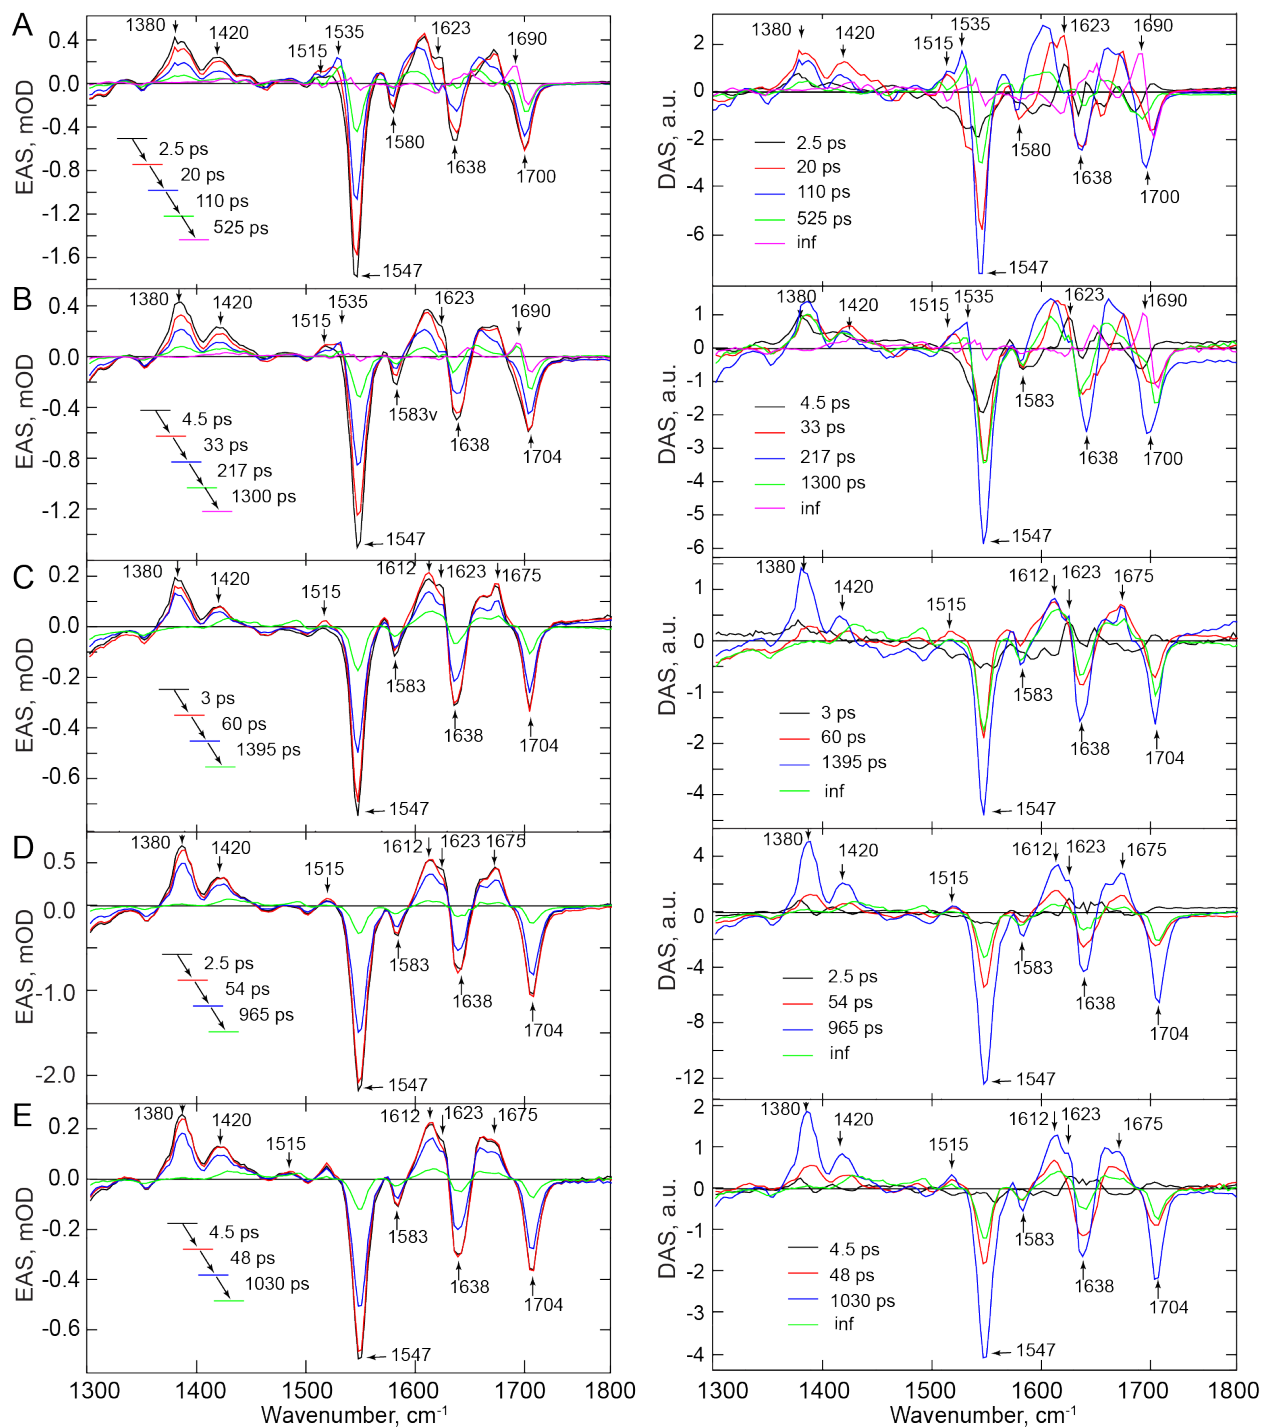 A
1380
1420
1515
1535
1623
1690
0.4
0.0
-0.4
-0.8
-1.2
-1.6
EAS, mOD
1580
1638
1700
1547
2.5 ps
20 ps
110 ps
525 ps
1380
1420
1515
1535
1623
1690
2
0
-2
-4
-6
DAS, a.u.
1580
1638
1700
1547
2.5 ps
20 ps
110 ps
525 ps
inf
B
1380
1420
1515
1535
1623
1690
0.4
0.0
-0.4
-0.8
-1.2
EAS, mOD
1583v
1638
1704
1547
4.5 ps
33 ps
217 ps
1300 ps
1380
1420
1515
1535
1623
1690
1
0
-1
-2
-3
-4
-5
-6
DAS, a.u.
1583
1638
1700
1547
4.5 ps
33 ps
217 ps
1300 ps
inf
C
1380
1420
1515
1612
1623
1675
0.2
0.0
-0.2
-0.4
-0.6
EAS, mOD
1583
1638
1704
1547
3 ps
60 ps
1395 ps
1380
1420
1515
1612
1623
1675
1
0
-1
-2
-4
DAS, a.u.
1583
1638
1704
1547
3 ps
60 ps
1395 ps
inf
D
1380
1420
1515
1612
1623
1675
0.5
0.0
-1.0
-2.0
EAS, mOD
1583
1638
1704
1547
2.5 ps
54 ps
965 ps
1380
1420
1515
1612
1623
1675
4
0
-4
-8
-12
DAS, a.u.
1583
1638
1704
1547
2.5 ps
54 ps
965 ps
inf
E
1380
1420
1515
1612
1623
1675
0.2
0.0
-0.2
-0.4
-0.6
EAS, mOD
1583
1638
1704
1547
4.5 ps
48 ps
1030 ps
1300
1400
1500
1600
1700
1800
Wavenumber, cm-1
1380
1420
1515
1612
1623
1675
2
1
0
-1
-2
-3
-4
DAS, a.u.
1583
1638
1704
1547
4.5 ps
48 ps
1030 ps
inf
1300
1400
1500
1600
1700
1800
Wavenumber, cm-1